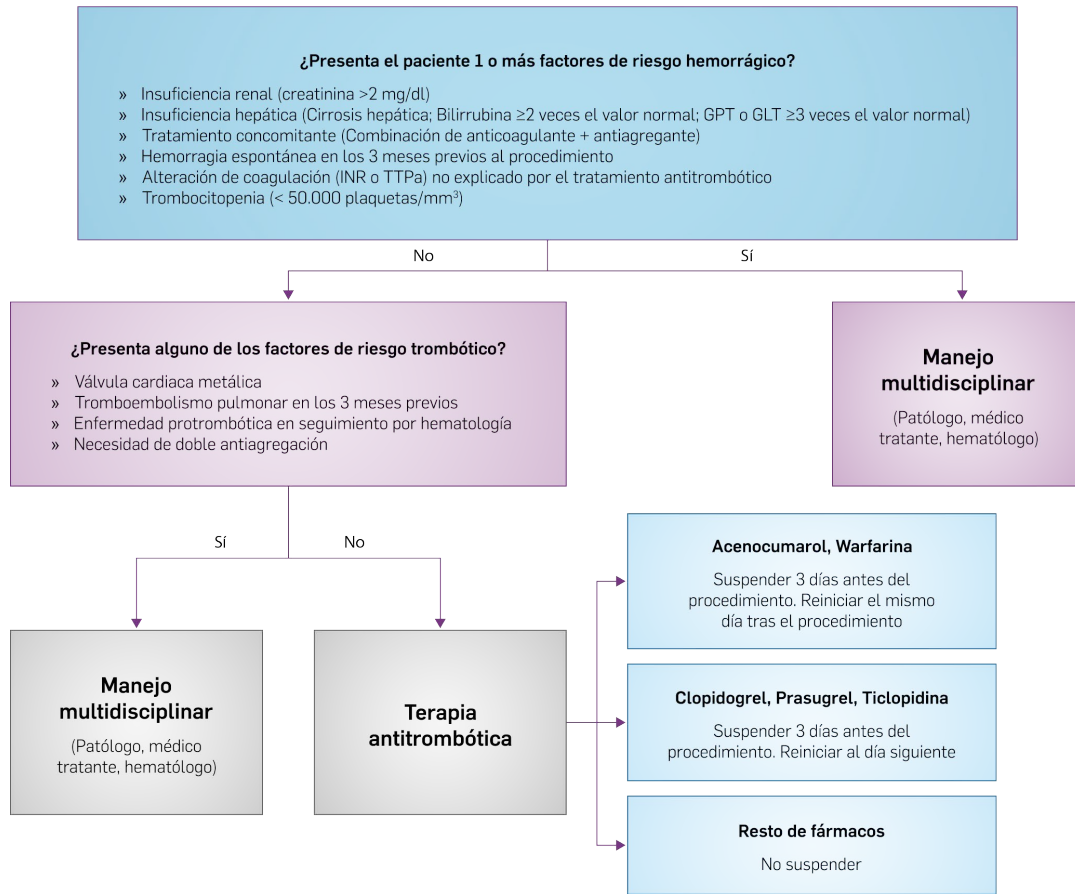 ¿Presenta el paciente 1 o más factores de riesgo hemorrágico?
» Insuficiencia renal (creatinina >2 mg/dl)
» Insuficiencia hepática (Cirrosis hepática; Bilirrubina ≥2 veces el valor normal; GPT o GLT ≥3 veces el valor normal)
» Tratamiento concomitante (Combinación de anticoagulante + antiagregante)
» Hemorragia espontánea en los 3 meses previos al procedimiento
» Alteración de coagulación (INR o TTPa) no explicado por el tratamiento antitrombótico
» Trombocitopenia (< 50.000 plaquetas/mm³)
No
Sí
¿Presenta alguno de los factores de riesgo trombótico?
» Válvula cardiaca metálica
» Tromboembolismo pulmonar en los 3 meses previos
» Enfermedad protrombótica en seguimiento por hematología
» Necesidad de doble antiagregación
Manejo
multidisciplinar
(Patólogo, médico
tratante, hematólogo)
Sí
No
Manejo
multidisciplinar
(Patólogo, médico
tratante, hematólogo)
Terapia
antitrombótica
Acenocumarol, Warfarina
Suspender 3 días antes del
procedimiento. Reiniciar el mismo
día tras el procedimiento
Clopidogrel, Prasugrel, Ticlopidina
Suspender 3 días antes del
procedimiento. Reiniciar al día siguiente
Resto de fármacos
No suspender